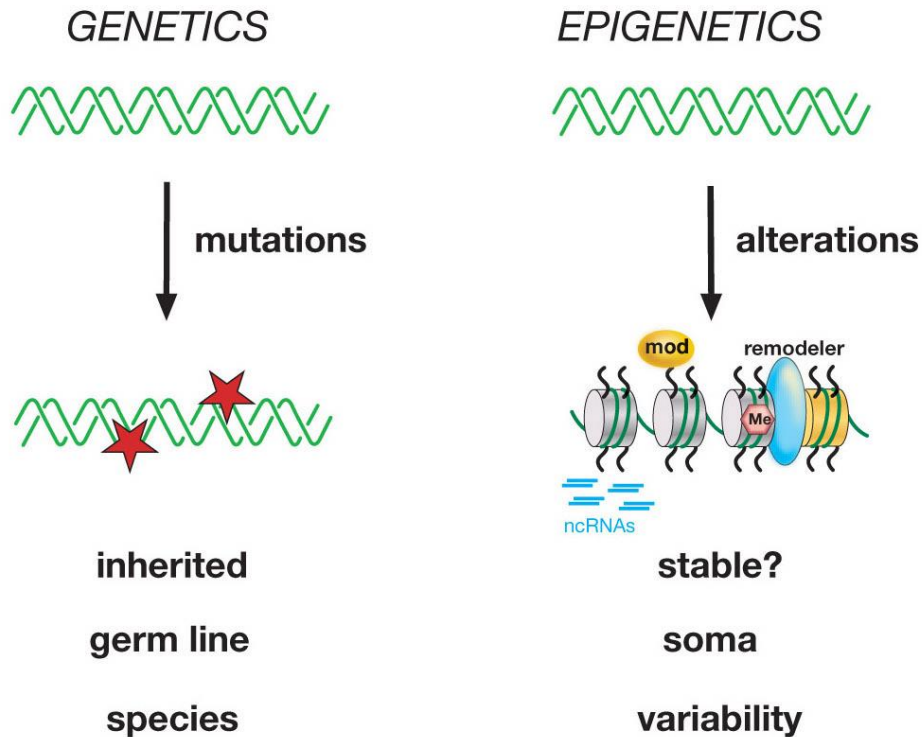 GENETICS
mutations
inherited
germ line
species
EPIGENETICS
alterations
mod
remodeler
Me
ncRNAs
stable?
soma
variability